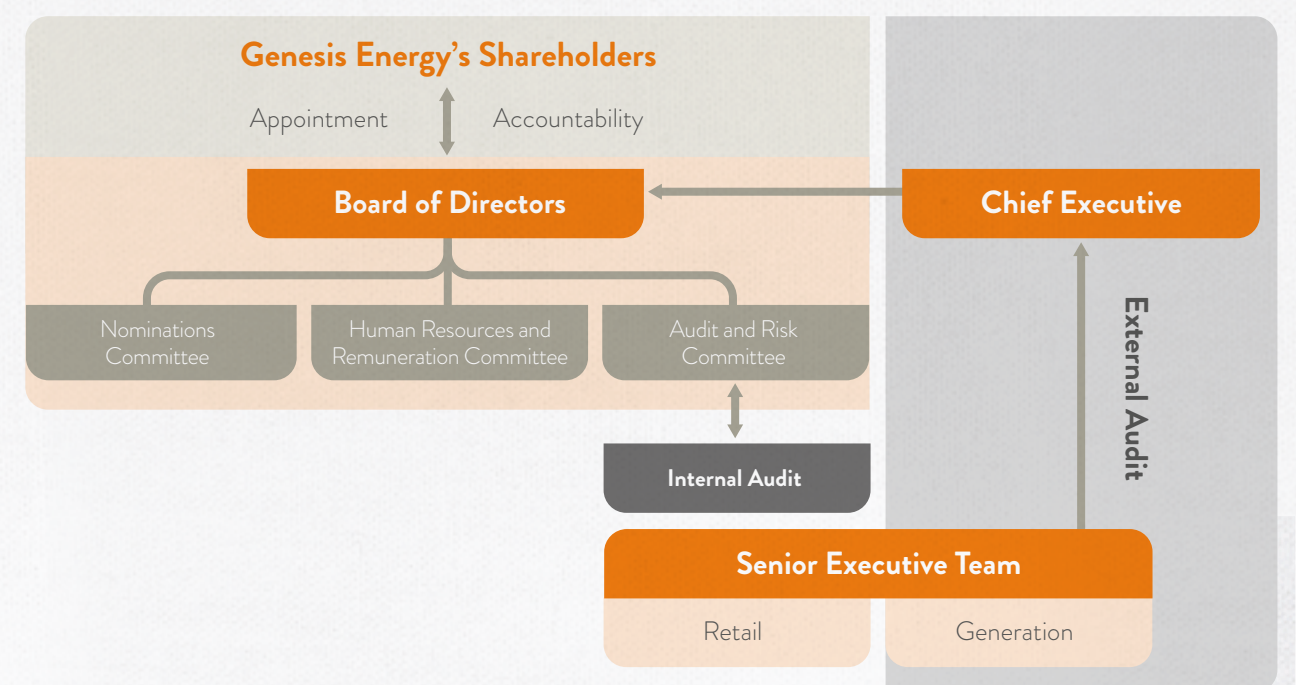 Genesis Energy’s Shareholders
Appointment
Accountability
Board of Directors
Chief Executive
Nominations
Committee
Human Resources and
Remuneration Committee
Audit and Risk
Committee
External Audit
Internal Audit
Senior Executive Team
Retail
Generation